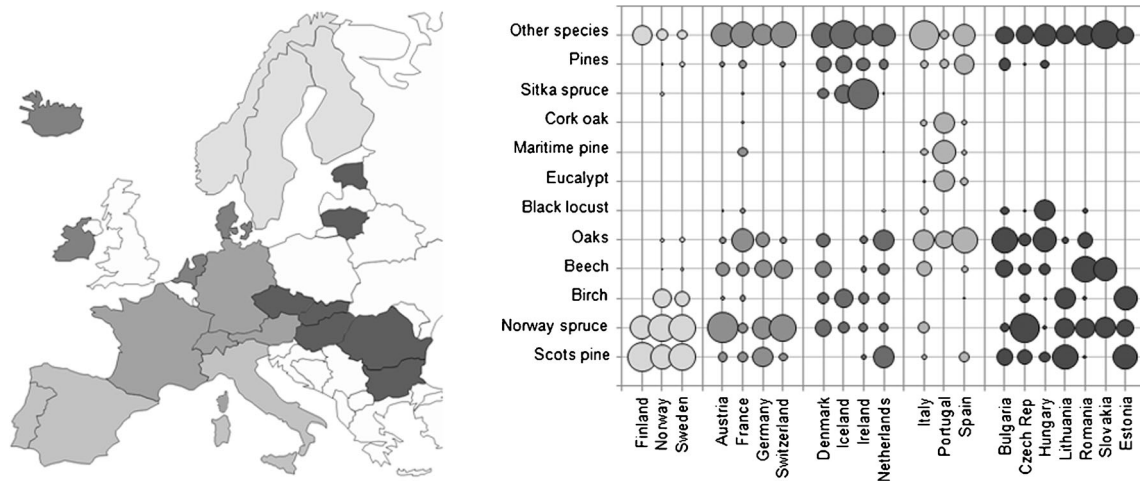 Other species
Pines
Sitka spruce
Cork oak
Maritime pine
Eucalypt
Black locust
Oaks
Beech
Birch
Norway spruce
Scots pine
Finland
Norway
Sweden
Austria
France
Germany
Switzerland
Denmark
Iceland
Ireland
Netherlands
Italy
Portugal
Spain
Bulgaria
Czech Rep
Hungary
Lithuania
Romania
Slovakia
Estonia